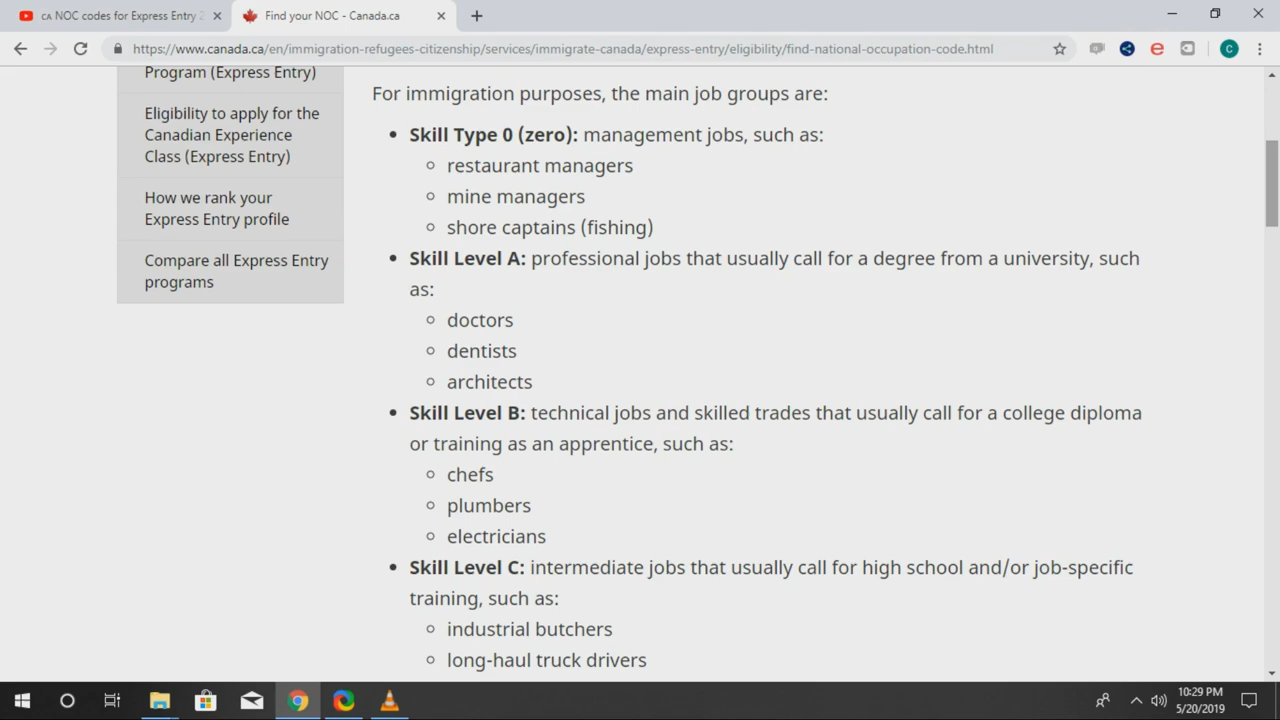 CA NOC codes for Express Entry 2
Find your NOC - Canada.ca
https://www.canada.ca/en/immigration-refugees-citizenship/services/immigrate-canada/express-entry/eligibility/find-national-occupation-code.html
C
Program (Express Entry)
Eligibility to apply for the
Canadian Experience
Class (Express Entry)
How we rank your
Express Entry profile
Compare all Express Entry
programs
For immigration purposes, the main job groups are:
Skill Type 0 (zero): management jobs, such as:
restaurant managers
mine managers
shore captains (fishing)
Skill Level A: professional jobs that usually call for a degree from a university, such
as:
doctors
dentists
architects
Skill Level B: technical jobs and skilled trades that usually call for a college diploma
or training as an apprentice, such as:
chefs
plumbers
electricians
Skill Level C: intermediate jobs that usually call for high school and/or job-specific
training, such as:
industrial butchers
long-haul truck drivers
10:29 PM
5/20/2019